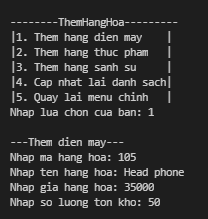 --------ThemHangHoa---------
|1. Them hang dien may    |
|2. Them hang thuc pham   |
|3. Them hang sanh su     |
|4. Cap nhat lai danh sach|
|5. Quay lai menu chinh   |
Nhap lua chon cua ban: 1
---Them dien may---
Nhap ma hang hoa: 105
Nhap ten hang hoa: Head phone
Nhap gia hang hoa: 35000
Nhap so luong ton kho: 50